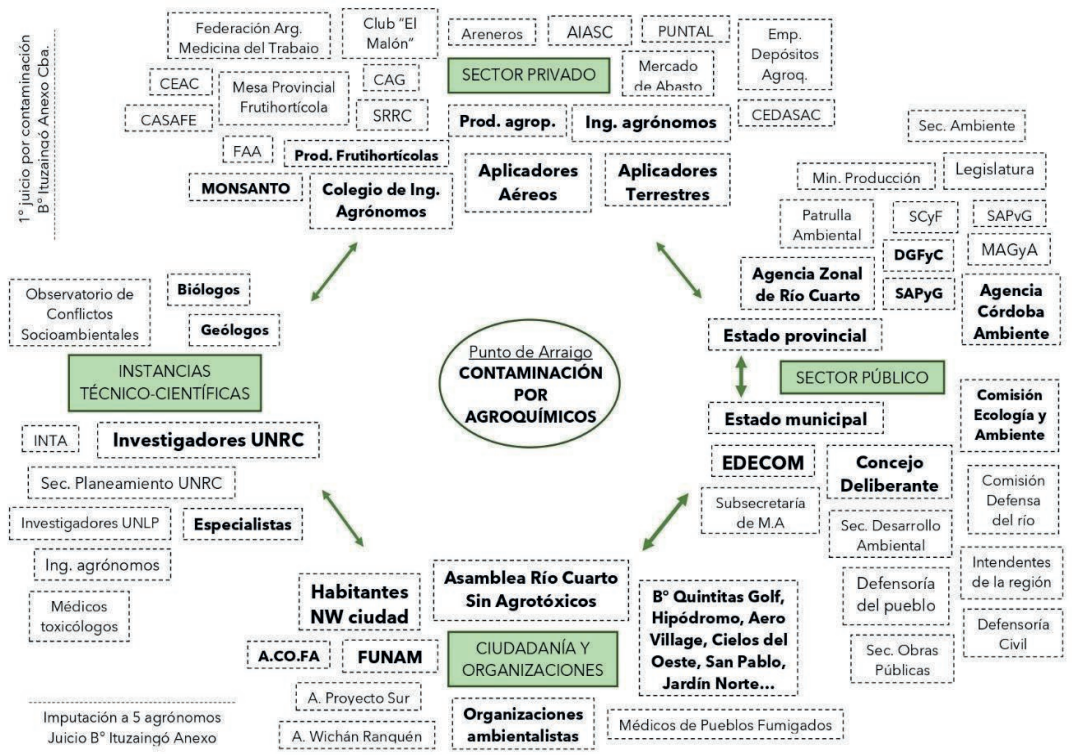 1° juicio por contaminación
B° Ituzaingó Anexo Cba.
Federación Arg.
Medicina del Trabaio
Club "El
Malón"
Areneros
AIASC
PUNTAL
Emp.
Depósitos
Agroq.
CEAC
Mesa Provincial
Frutihortícola
CAG
SECTOR PRIVADO
Mercado
de Abasto
CASAFE
SRRC
Prod. agrop.
Ing. agrónomos
CEDASAC
FAA
Prod. Frutihortícolas
MONSANTO
Colegio de Ing.
Agrónomos
Aplicadores
Aéreos
Aplicadores
Terrestres
Sec. Ambiente
Min. Producción
Legislatura
Patrulla
Ambiental
SCyF
SAPvG
DGFyC
MAGyA
Agencia Zonal
de Río Cuarto
SAPyG
Agencia
Córdoba
Ambiente
Estado provincial
SECTOR PÚBLICO
Estado municipal
Comisión
Ecología y
Ambiente
EDECOM
Concejo
Deliberante
Subsecretaría
de M.A
Comisión
Defensa
del río
Sec. Desarrollo
Ambiental
Intendentes
de la región
Defensoría
del pueblo
Defensoría
Civil
Sec. Obras
Públicas
Observatorio de
Conflictos
Socioambientales
Biólogos
Geólogos
INSTANCIAS
TÉCNICO-CIENTÍFICAS
INTA
Investigadores UNRC
Sec. Planeamiento UNRC
Investigadores UNLP
Especialistas
Ing. agrónomos
Médicos
toxicólogos
Punto de Arraigo
CONTAMINACIÓN
POR
AGROQUÍMICOS
Habitantes
NW ciudad
Asamblea Río Cuarto
Sin Agrotóxicos
B° Quintitas Golf,
Hipódromo, Aero
Village, Cielos del
Oeste, San Pablo,
Jardín Norte...
A.CO.FA
FUNAM
CIUDADANÍA Y
ORGANIZACIONES
A. Proyecto Sur
A. Wichán Ranquén
Organizaciones
ambientalistas
Médicos de Pueblos Fumigados
Imputación a 5 agrónomos
Juicio B° Ituzaingó Anexo